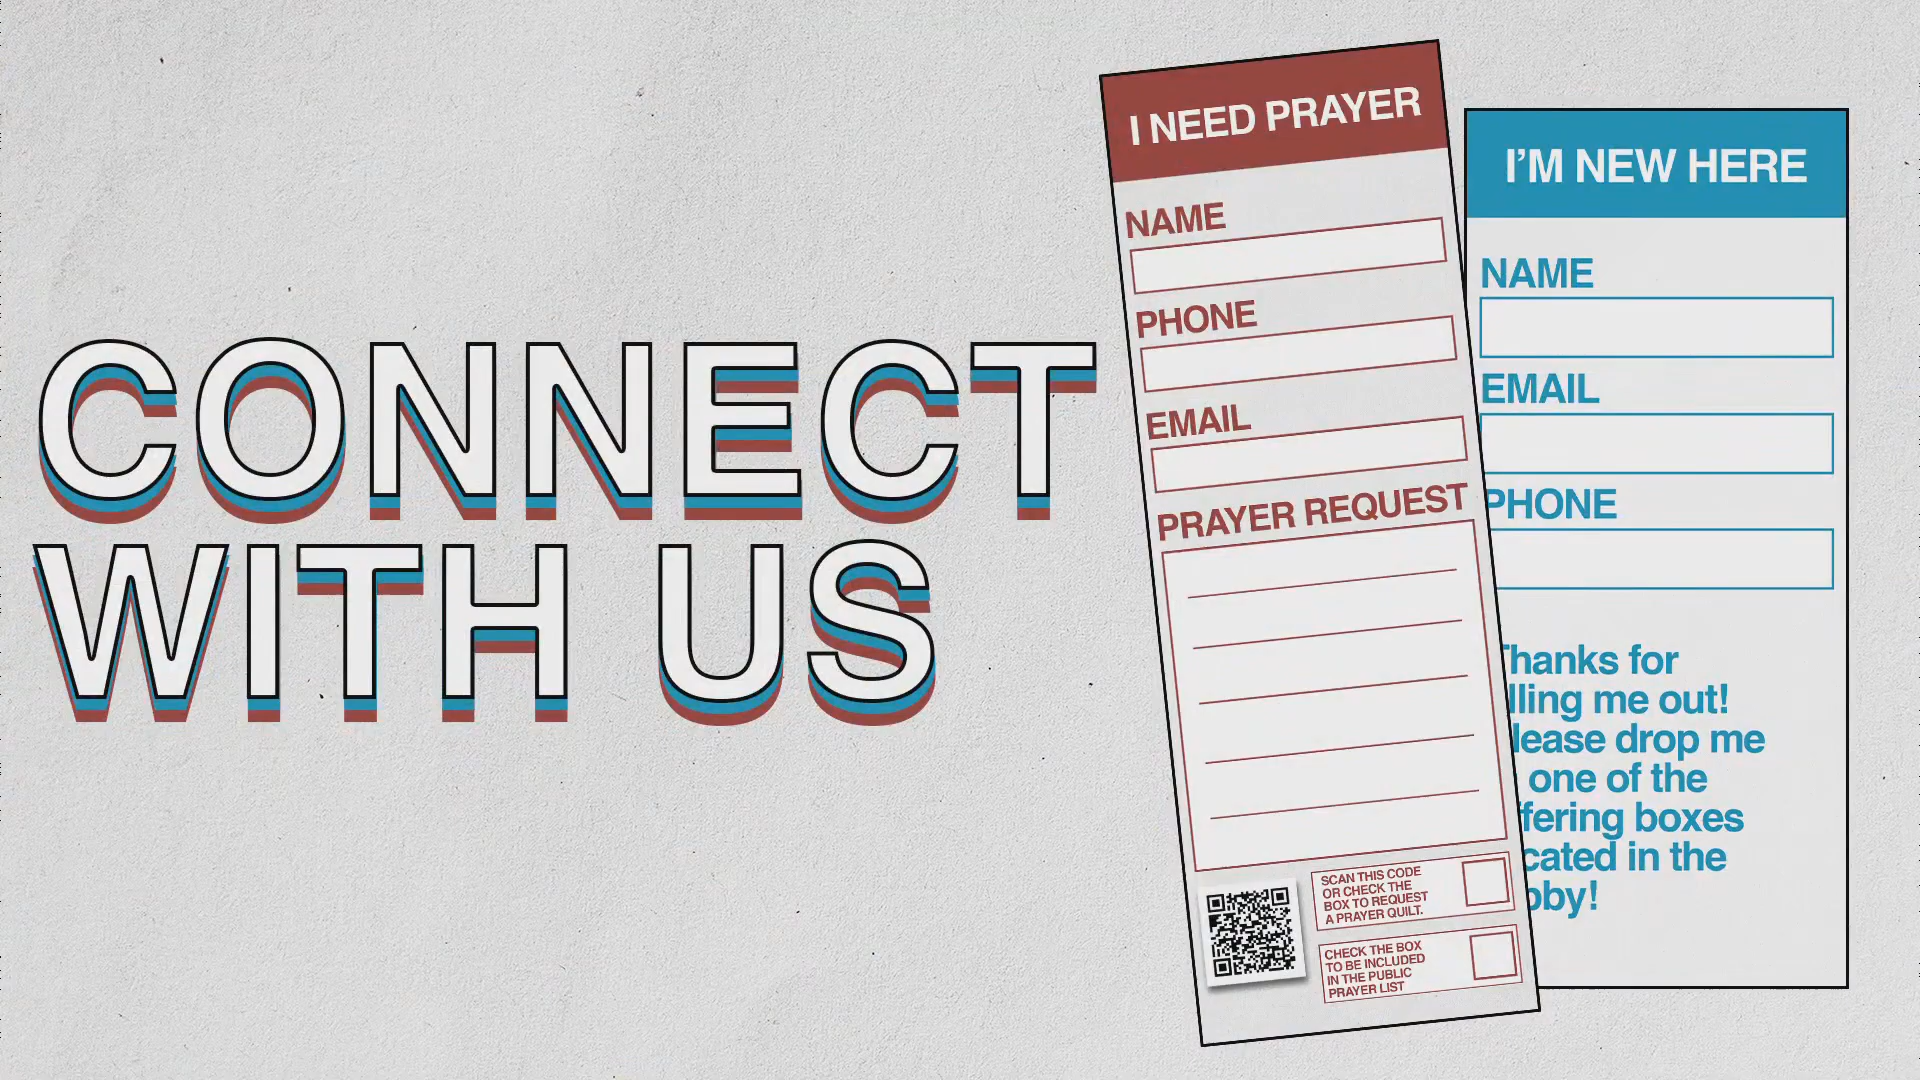 CONNECT
WITH US
I NEED PRAYER
NAME
PHONE
EMAIL
PRAYER REQUEST
SCAN THIS CODE
OR CHECK THE
BOX TO REQUEST
A PRAYER QUILT.
CHECK THE BOX
TO BE INCLUDED
IN THE PUBLIC
PRAYER LIST
I'M NEW HERE
NAME
EMAIL
PHONE
Thanks for
lling me out!
lease drop me
one of the
ffering boxes
cated in the
bby!